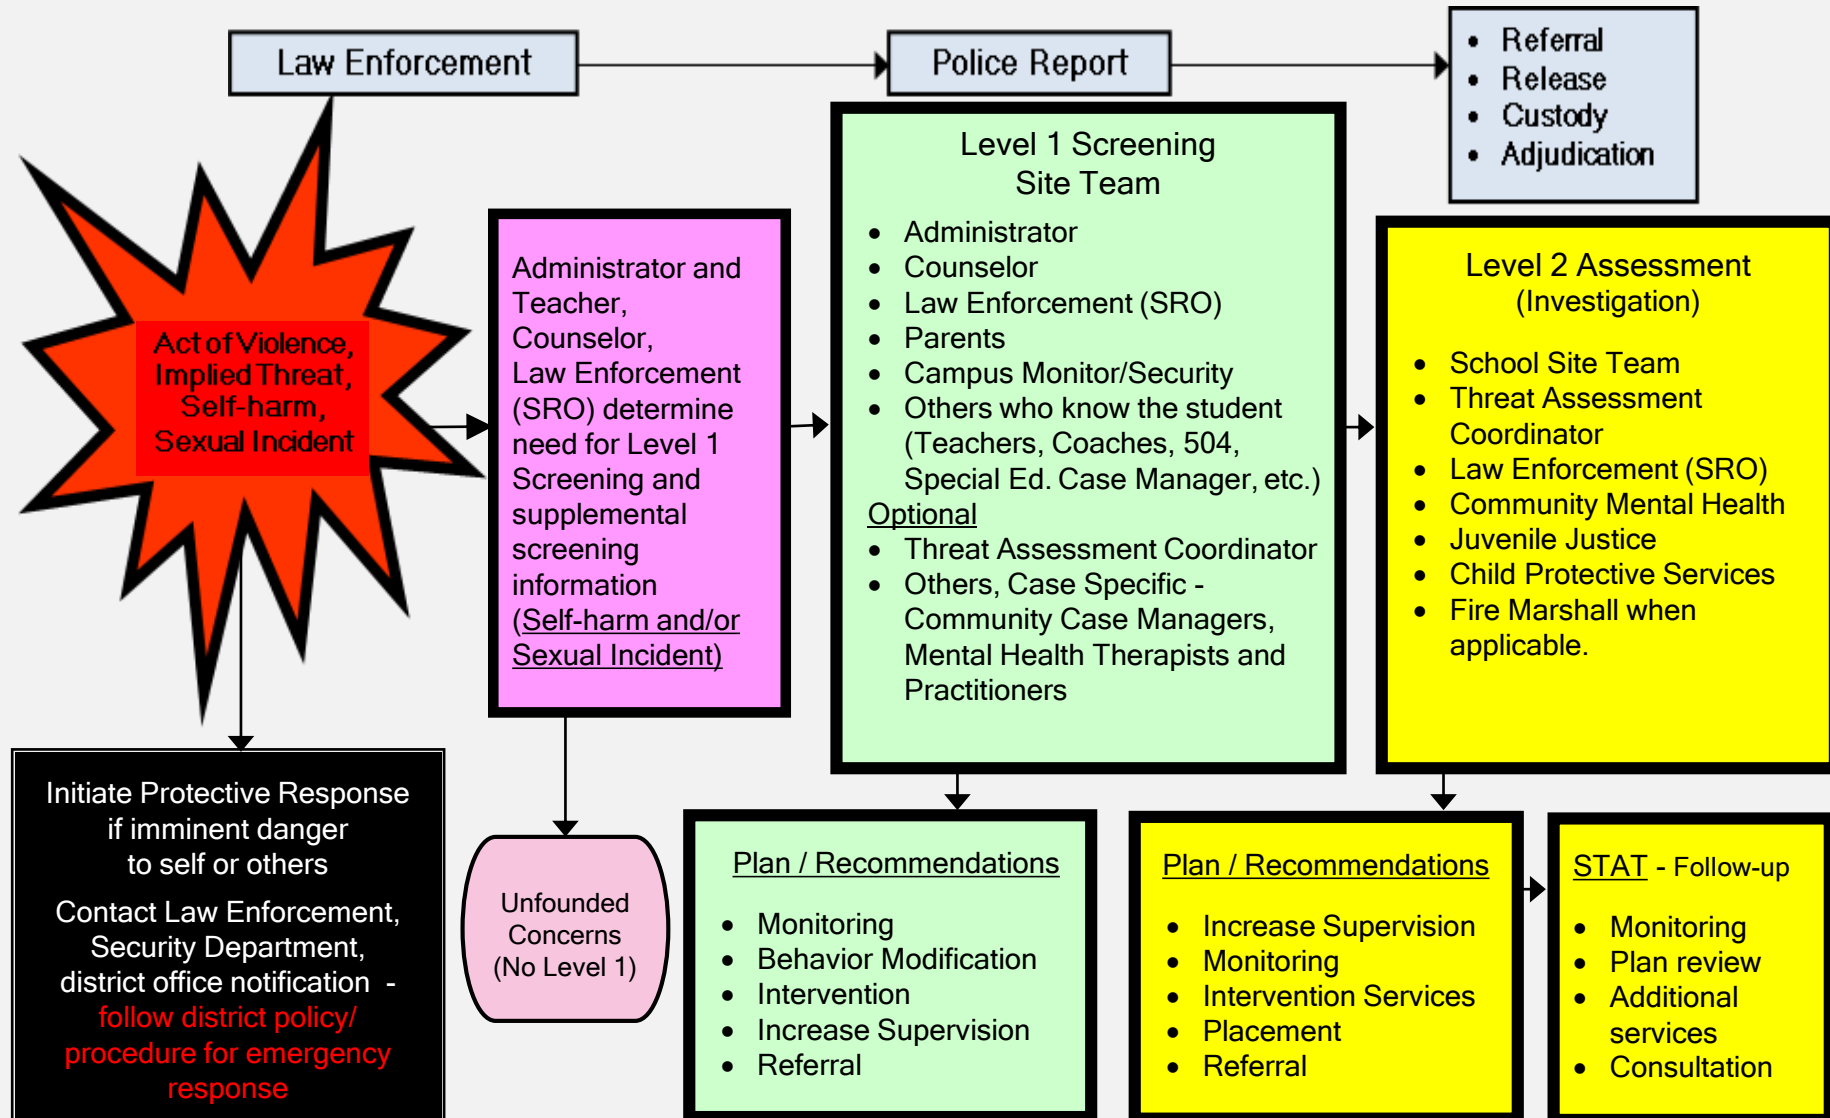 Law Enforcement
Police Report
• Referral
• Release
• Custody
• Adjudication
Act of Violence,
Implied Threat,
Self-harm,
Sexual Incident
Administrator and
Teacher,
Counselor,
Law Enforcement
(SRO) determine
need for Level 1
Screening and
supplemental
screening
information
(Self-harm and/or
Sexual Incident)
Level 1 Screening
Site Team
• Administrator
• Counselor
• Law Enforcement (SRO)
• Parents
• Campus Monitor/Security
• Others who know the student
(Teachers, Coaches, 504,
Special Ed. Case Manager, etc.)
Optional
• Threat Assessment Coordinator
• Others, Case Specific -
Community Case Managers,
Mental Health Therapists and
Practitioners
Level 2 Assessment
(Investigation)
• School Site Team
• Threat Assessment
Coordinator
• Law Enforcement (SRO)
• Community Mental Health
• Juvenile Justice
• Child Protective Services
• Fire Marshall when
applicable.
Initiate Protective Response
if imminent danger
to self or others
Contact Law Enforcement,
Security Department,
district office notification -
follow district policy/
procedure for emergency
response
Unfounded
Concerns
(No Level 1)
Plan / Recommendations
• Monitoring
• Behavior Modification
• Intervention
• Increase Supervision
• Referral
Plan / Recommendations
• Increase Supervision
• Monitoring
• Intervention Services
• Placement
• Referral
STAT - Follow-up
• Monitoring
• Plan review
• Additional
services
• Consultation